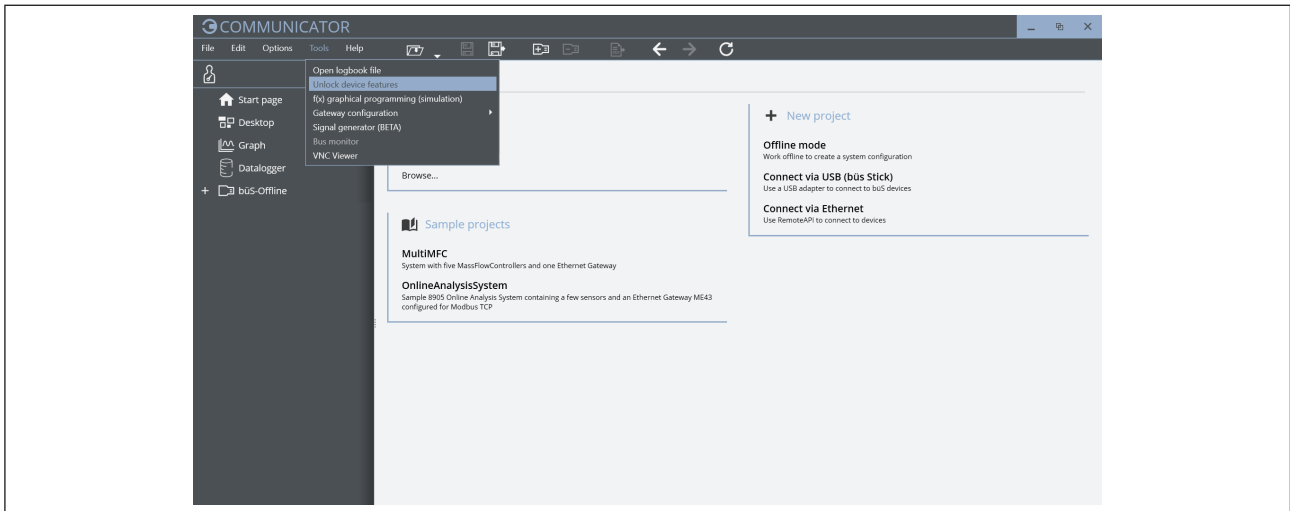 COMMUNICATOR
File Edit Options Tools Help
Open logbook file
Unlock device features
f(x) graphical programming (simulation)
Gateway configuration
Signal generator (BETA)
Bus monitor
VNC Viewer
Start page
Desktop
Graph
Datalogger
büS-Offline
Browse...
Sample projects
MultiMFC
System with five MassFlowControllers and one Ethernet Gateway
OnlineAnalysisSystem
Sample 8905 Online Analysis System containing a few sensors and an Ethernet Gateway ME43
configured for Modbus TCP
New project
Offline mode
Work offline to create a system configuration
Connect via USB (büs Stick)
Use a USB adapter to connect to büS devices
Connect via Ethernet
Use RemoteAPI to connect to devices